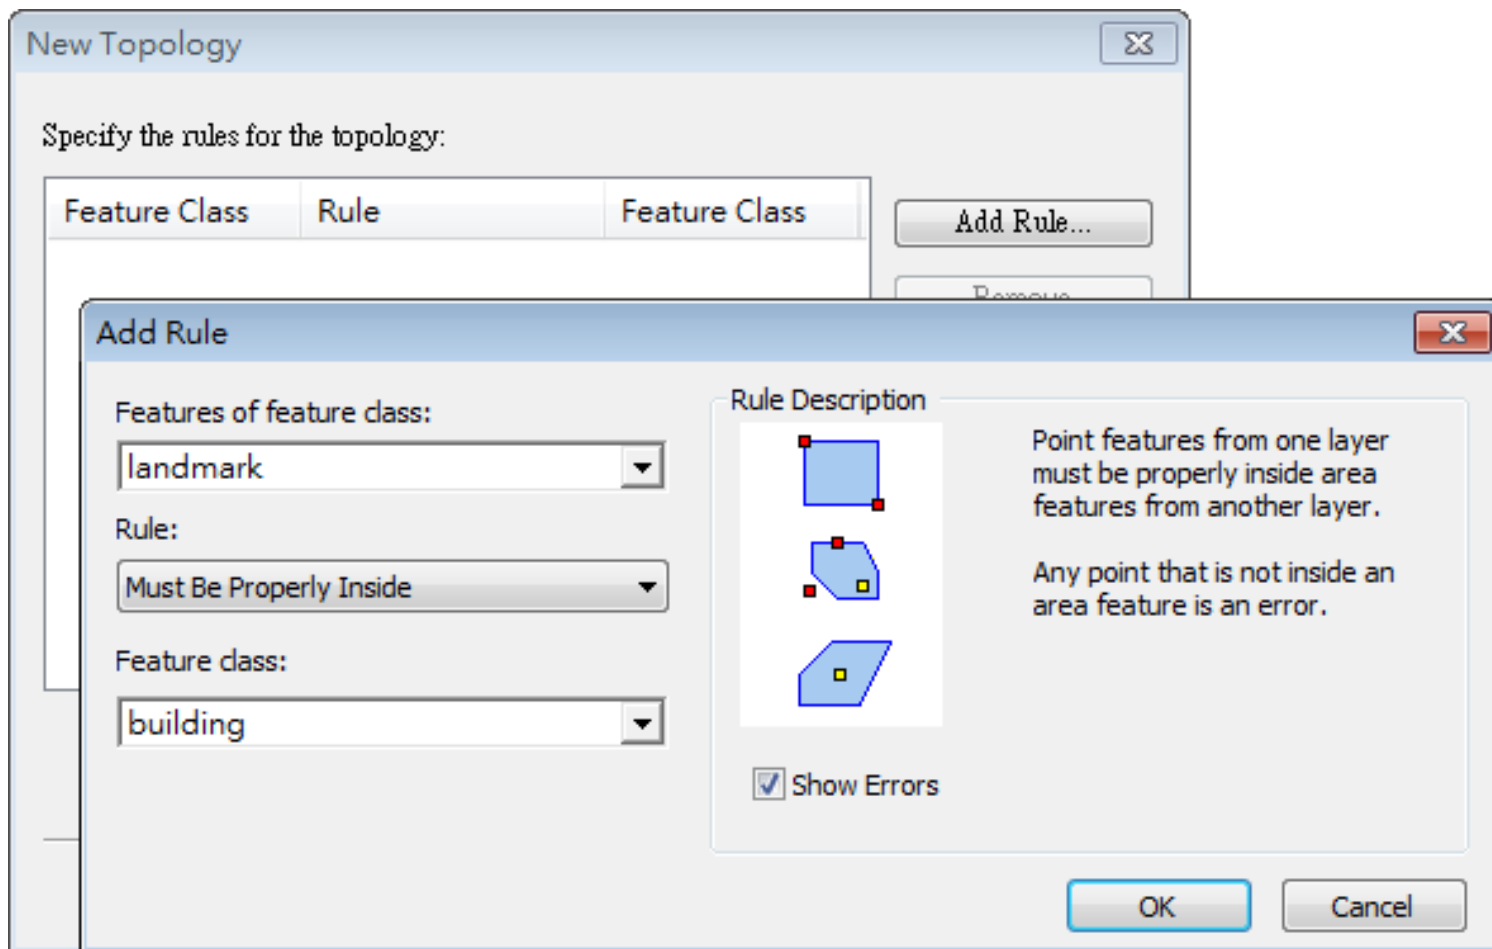 New Topology
Specify the rules for the topology:
Feature Class Rule Feature Class
Add Rule...
Remove
Add Rule
Features of feature class:
landmark
Rule:
Must Be Properly Inside
Feature class:
building
Rule Description
Point features from one layer
must be properly inside area
features from another layer.
Any point that is not inside an
area feature is an error.
Show Errors
OK Cancel